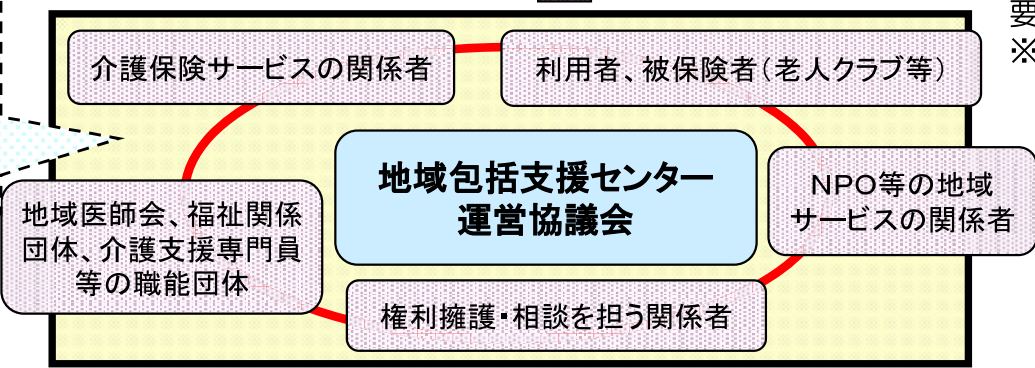 要
※
介護保険サービスの関係者
利用者、被保険者（老人クラブ等）
地域包括支援センター
運営協議会
NPO等の地域
サービスの関係者
地域医師会、福祉関係
団体、介護支援専門員
等の職能団体
権利擁護・相談を担う関係者